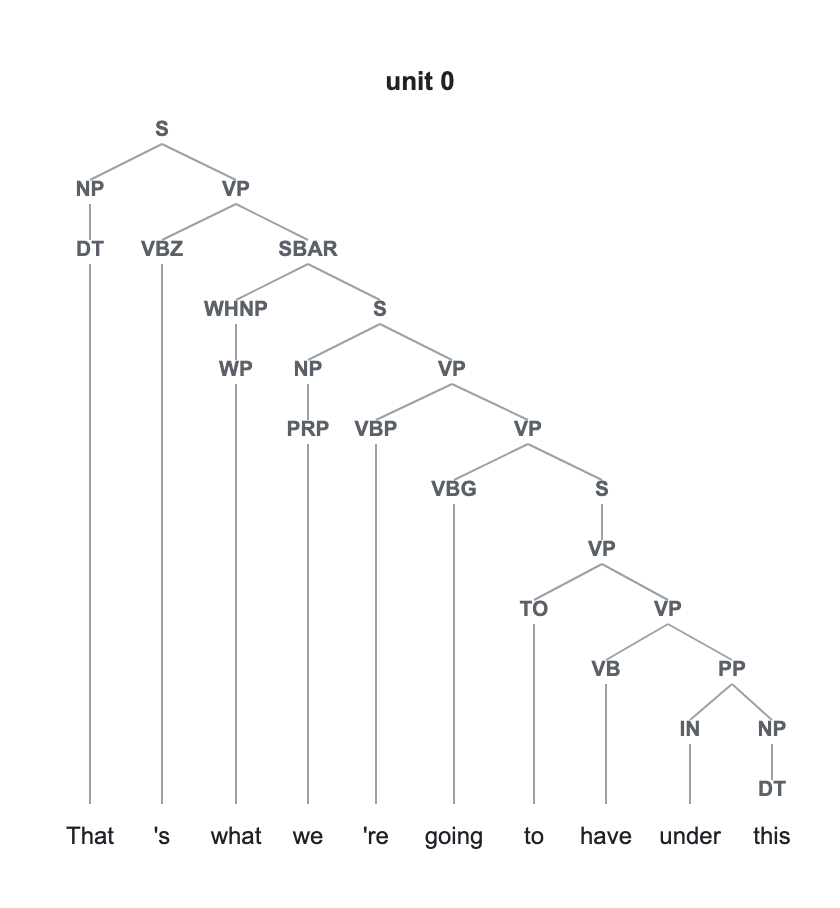 unit 0
S
NP VP
DT VBZ SBAR
WHNP S
WP NP VP
PRP VBP VP
VBG S
VP
TO VP
VB PP
IN NP
DT
That 's what we 're going to have under this